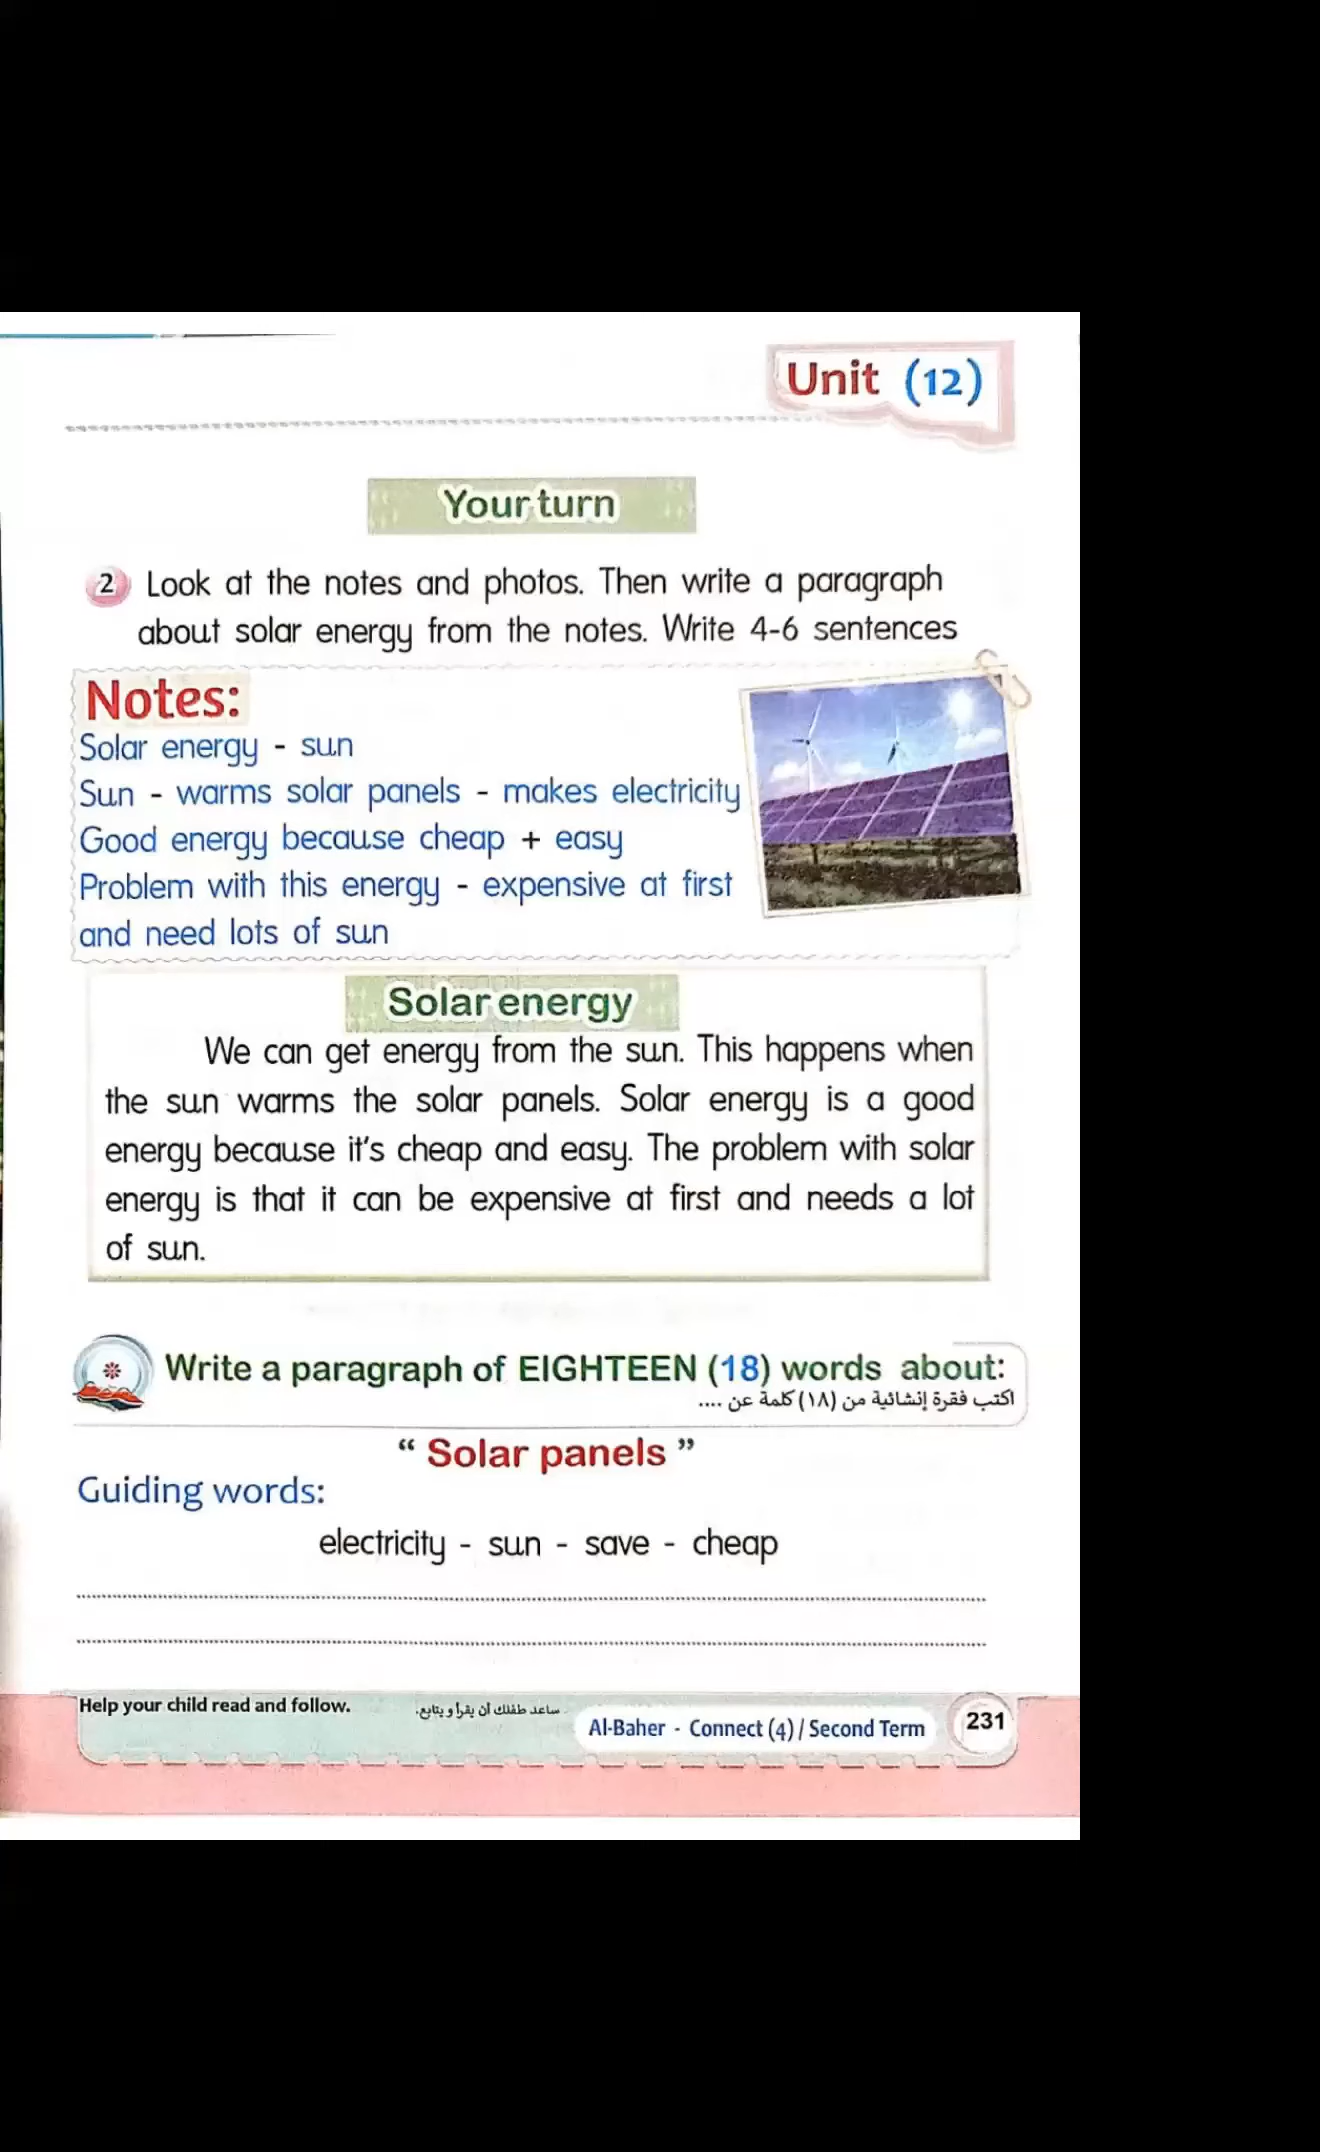 Unit (12)
Your turn
2 Look at the notes and photos. Then write a paragraph
about solar energy from the notes. Write 4-6 sentences
Notes:
Solar energy - sun
Sun - warms solar panels - makes electricity
Good energy because cheap + easy
Problem with this energy - expensive at first
and need lots of sun
Solar energy
We can get energy from the sun. This happens when
the sun warms the solar panels. Solar energy is a good
energy because it's cheap and easy. The problem with solar
energy is that it can be expensive at first and needs a lot
of sun.
Write a paragraph of EIGHTEEN (18) words about:
اكتب فقرة إنشائية من (١٨) كلمة عن ....
“ Solar panels ”
Guiding words:
electricity - sun - save - cheap
Help your child read and follow.
ساعد طفلك أن يقرأ و يتابع.
Al-Baher - Connect (4) / Second Term
231